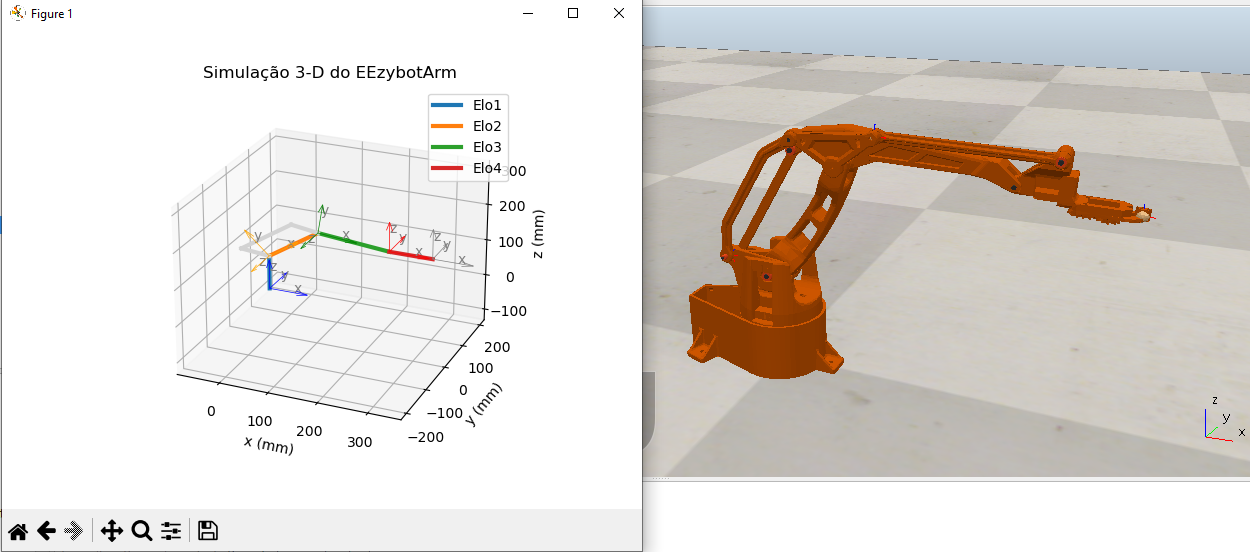 Figure 1
Simulação 3-D do EEzybotArm
Elo1
Elo2
Elo3
Elo4
300
200
100
0
−100
z (mm)
200
100
0
−100
−200
y (mm)
0
100
200
300
x (mm)
y
x
z
y
x
z
z
y
x
z
y
x
z
y
x
z
y
x